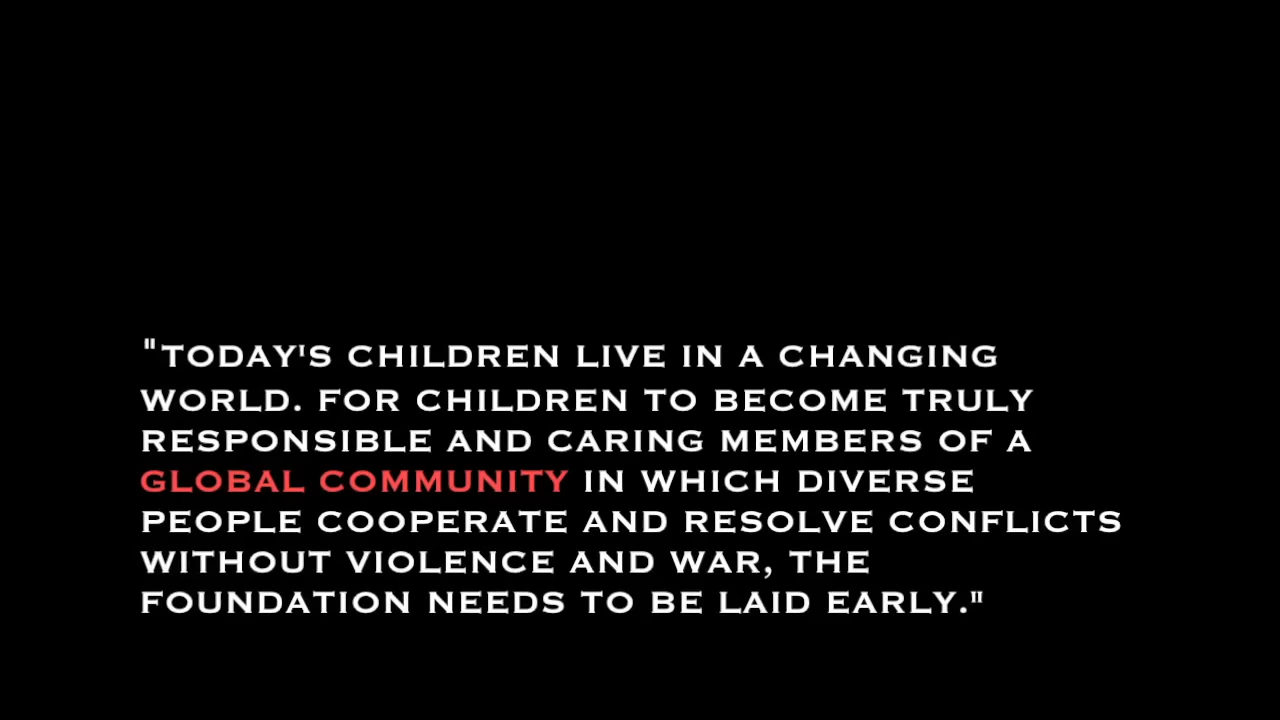 "TODAY'S CHILDREN LIVE IN A CHANGING
WORLD. FOR CHILDREN TO BECOME TRULY
RESPONSIBLE AND CARING MEMBERS OF A
GLOBAL COMMUNITY IN WHICH DIVERSE
PEOPLE COOPERATE AND RESOLVE CONFLICTS
WITHOUT VIOLENCE AND WAR, THE
FOUNDATION NEEDS TO BE LAID EARLY."